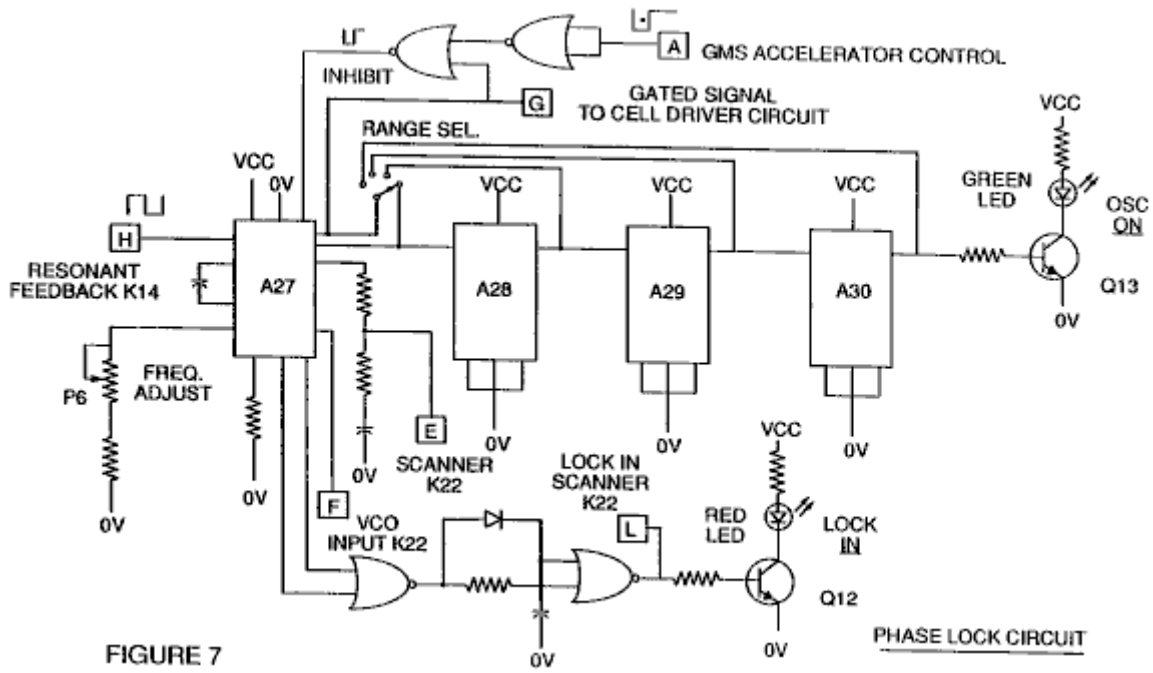 A
GMS ACCELERATOR CONTROL
INHIBIT
G
GATED SIGNAL
TO CELL DRIVER CIRCUIT
RANGE SEL.
VCC
0V
VCC
VCC
VCC
VCC
GREEN
LED
OSC
ON
Q13
0V
H
RESONANT
FEEDBACK K14
A27
A28
A29
A30
P6
FREQ.
ADJUST
0V
0V
0V
E
SCANNER
K22
0V
0V
0V
F
VCO
INPUT K22
LOCK IN
SCANNER
K22
L
VCC
RED
LED
LOCK
IN
Q12
0V
0V
FIGURE 7
PHASE LOCK CIRCUIT